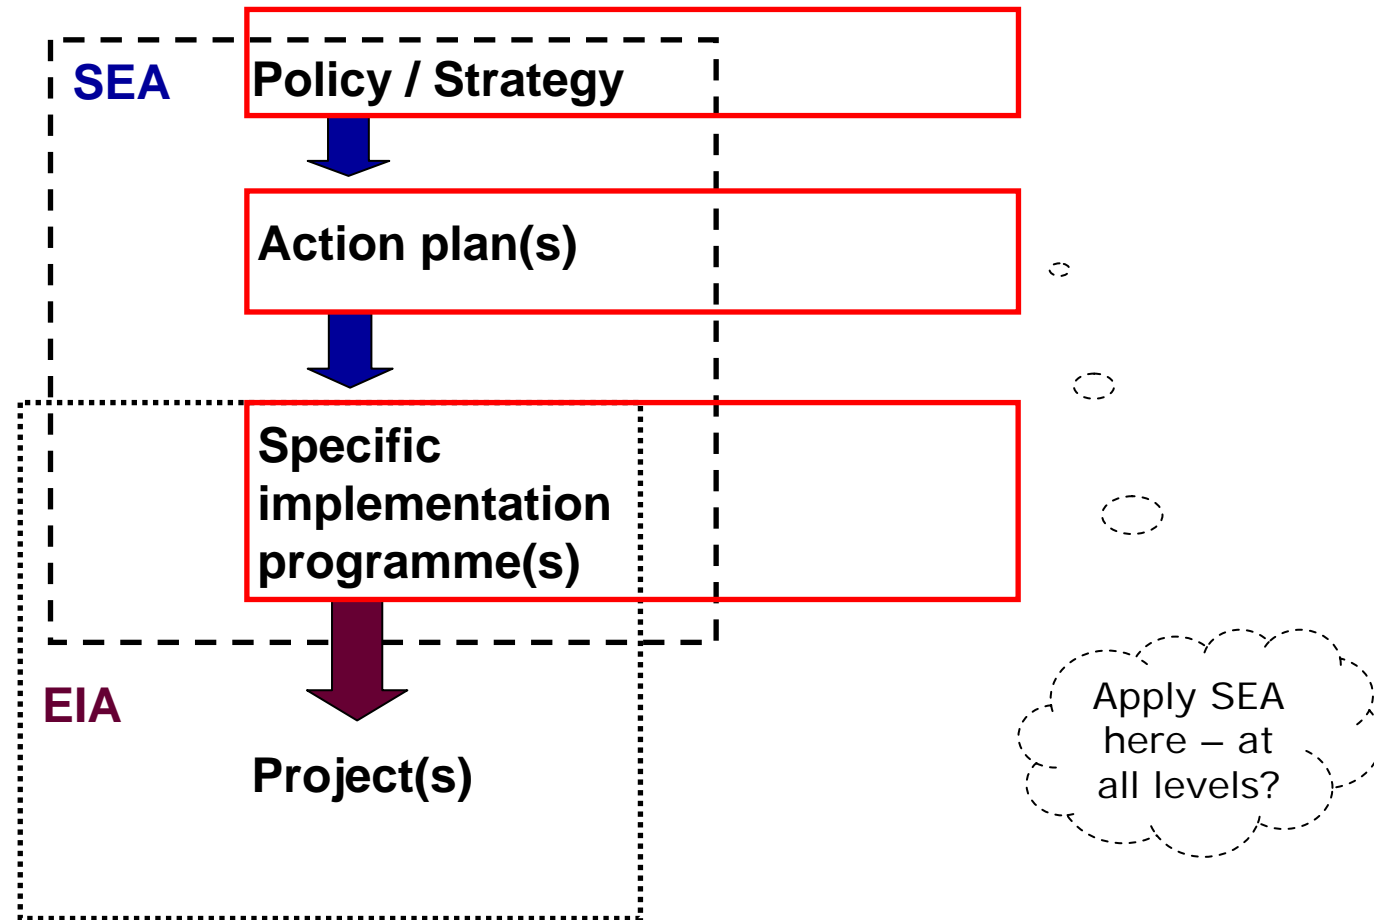 SEA
Policy / Strategy
Action plan(s)
Specific
implementation
programme(s)
EIA
Project(s)
Apply SEA
here – at
all levels?